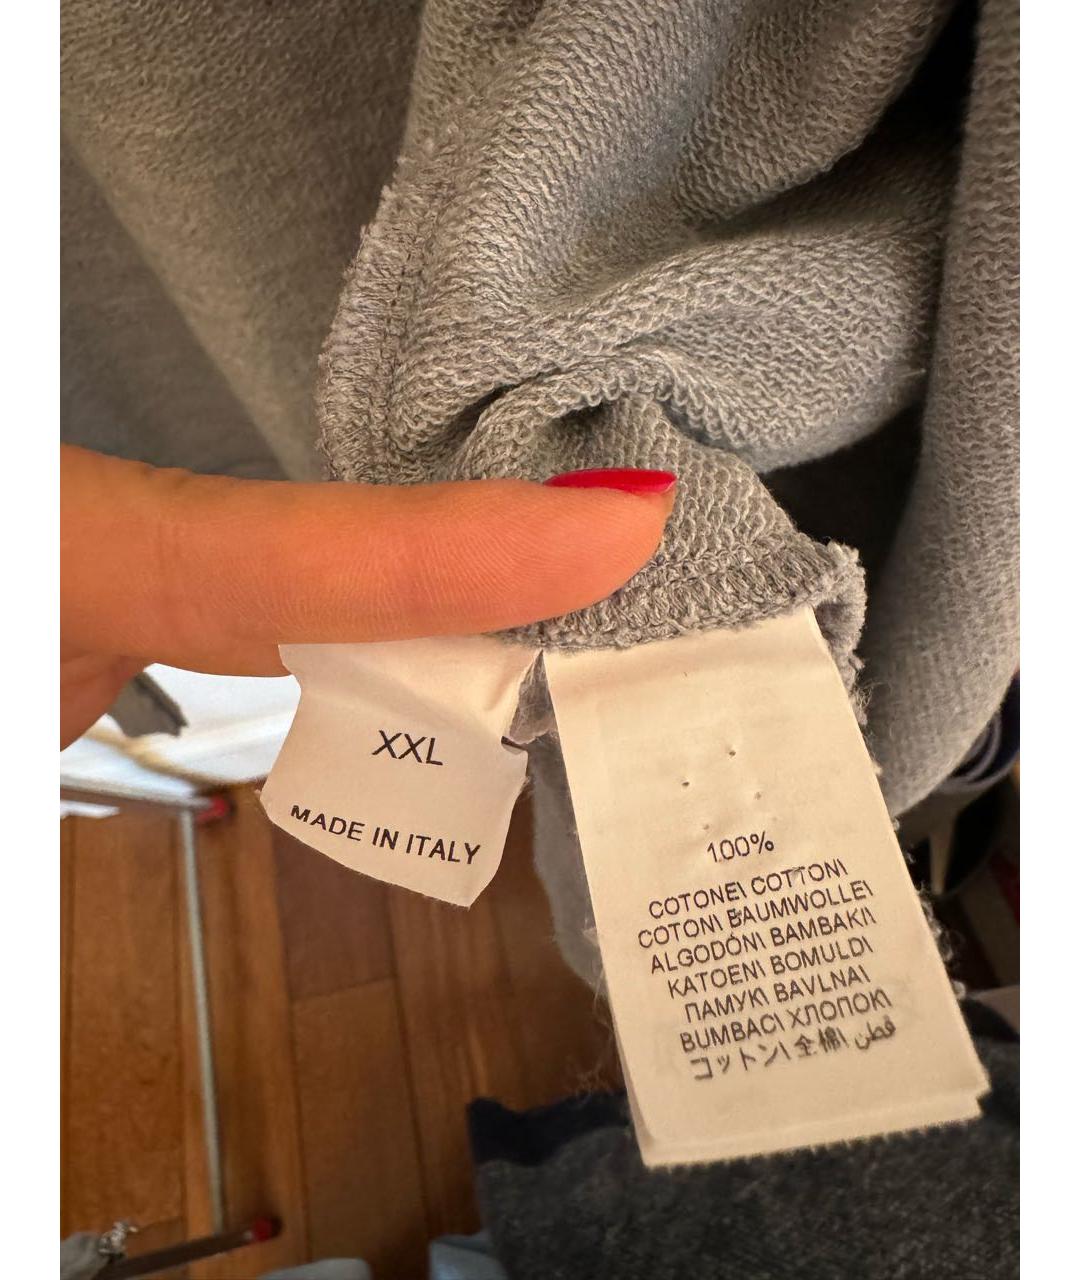 XXL
MADE IN ITALY
100%
COTONE\ COTTON\
COTON\ BAUMWOLLE\
ALGODÓN\ BAMBAKI\
KATOEN\ BOMULD\
ПАМУК\ BAVLNA\
BUMBAC\ ХЛОПОК\
コットン\ 全棉\ قطن